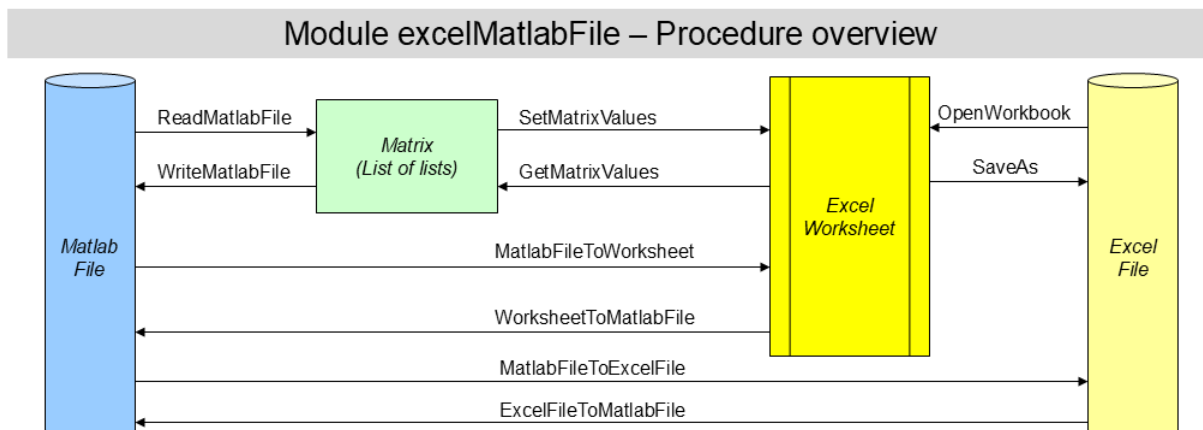 Module excelMatlabFile – Procedure overview
ReadMatlabFile
SetMatrixValues
OpenWorkbook
Matrix
(List of lists)
WriteMatlabFile
GetMatrixValues
SaveAs
Excel
Worksheet
Matlab
File
MatlabFileToWorksheet
Excel
File
WorksheetToMatlabFile
MatlabFileToExcelFile
ExcelFileToMatlabFile